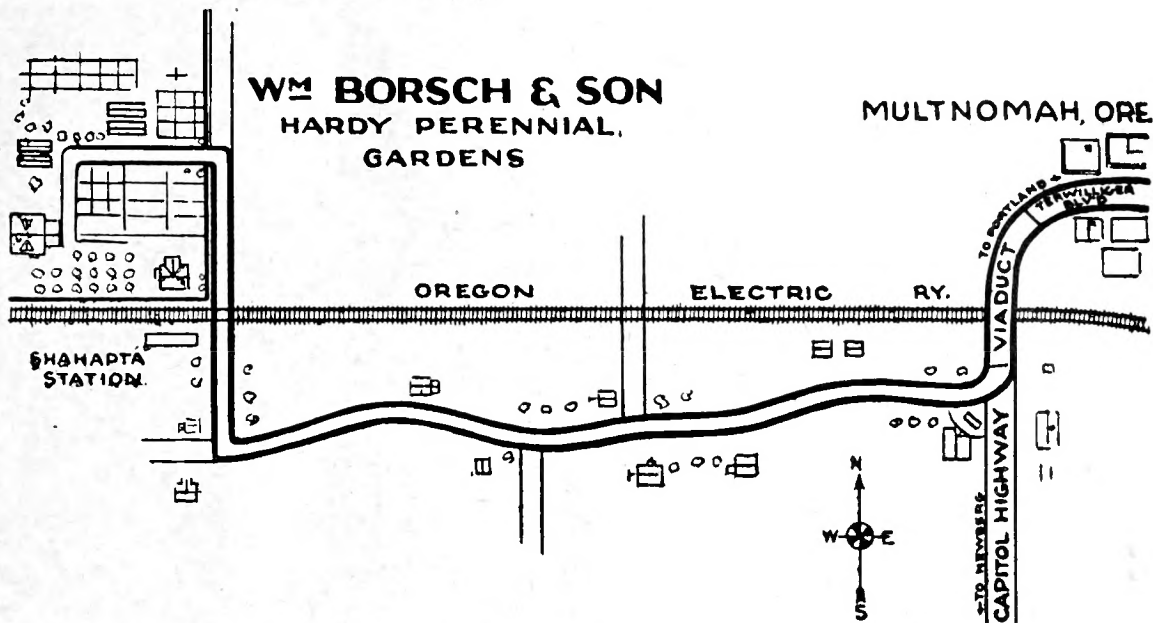 WM BORSCH & SON
HARDY PERENNIAL,
GARDENS
MULTNOMAH, ORE
TO PORTLAND
TERWILLIGER
BLVD
VIADUCT
OREGON ELECTRIC RY.
SHAHAPTA
STATION.
CAPITOL HIGHWAY
TO NEWBERG
N
W E
S